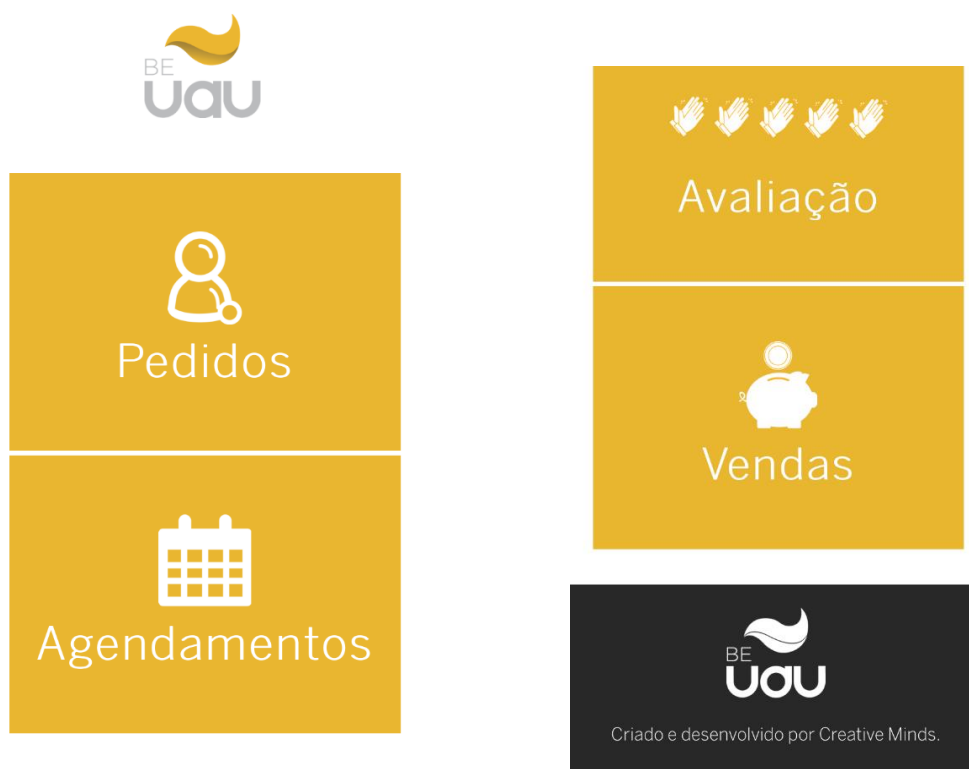 BE
UAU
Pedidos
Agendamentos
Avaliação
Vendas
BE
UAU
Criado e desenvolvido por Creative Minds.